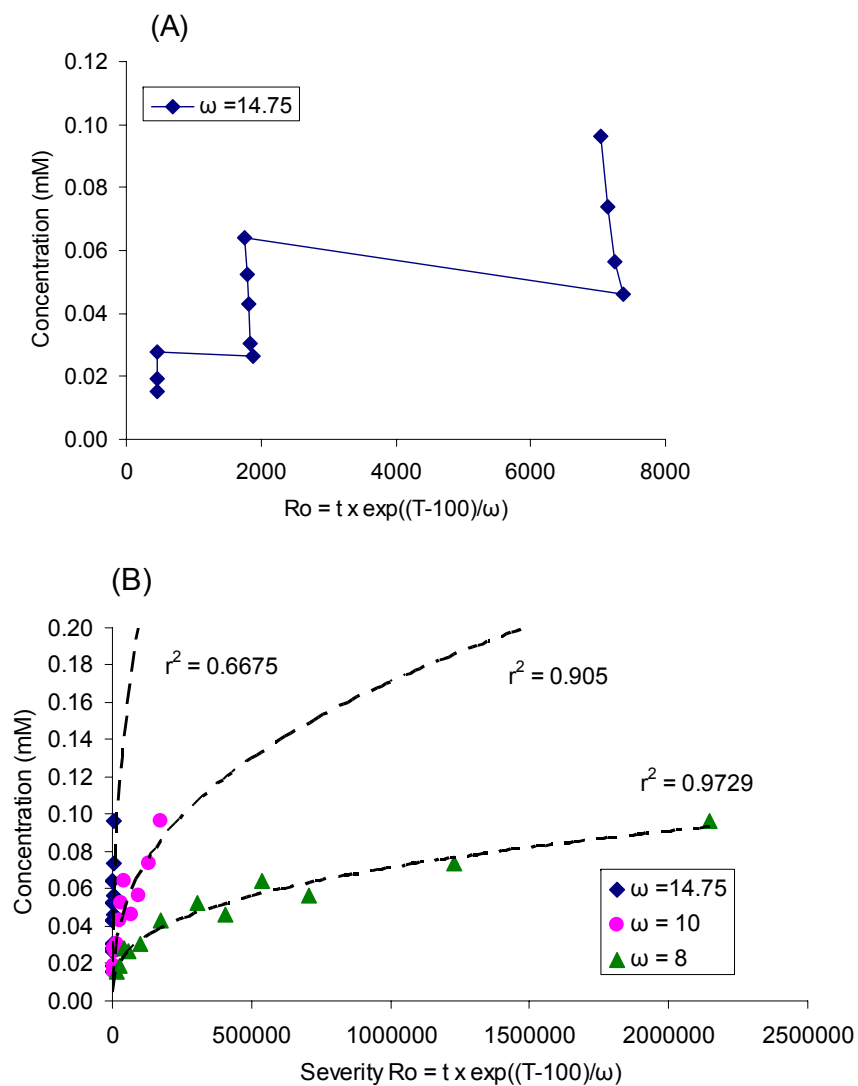 (A)
0.12
0.10
0.08
0.06
0.04
0.02
0.00
Concentration (mM)
ω =14.75
0 2000 4000 6000 8000
Ro = t x exp((T-100)/ω)
(B)
0.20
0.18
0.16
0.14
0.12
0.10
0.08
0.06
0.04
0.02
0.00
Concentration (mM)
r² = 0.6675
r² = 0.905
r² = 0.9729
ω =14.75
ω = 10
ω = 8
0 500000 1000000 1500000 2000000 2500000
Severity Ro = t x exp((T-100)/ω)